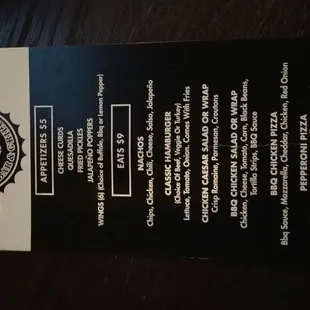 APPETIZERS $5
CHEESE CURDS
QUESADILLA
FRIED PICKLES
JALAPEÑO POPPERS
WINGS (6) (Choice of Buffalo, Bbq or Lemon Pepper)
EATS $9
NACHOS
Chips, Chicken, Chili, Cheese, Salsa, Jalapeño
CLASSIC HAMBURGER
(Choice Of Beef, Veggie Or Turkey)
Lettuce, Tomato, Onion. Comes With Fries
CHICKEN CAESAR SALAD OR WRAP
Crisp Romaine, Parmesan, Croutons
BBQ CHICKEN SALAD OR WRAP
Chicken, Cheese, Tomato, Corn, Black Beans,
Tortilla Strips, BBQ Sauce
BBQ CHICKEN PIZZA
Bbq Sauce, Mozzarella, Cheddar, Chicken, Red Onion
PEPPERONI PIZZA